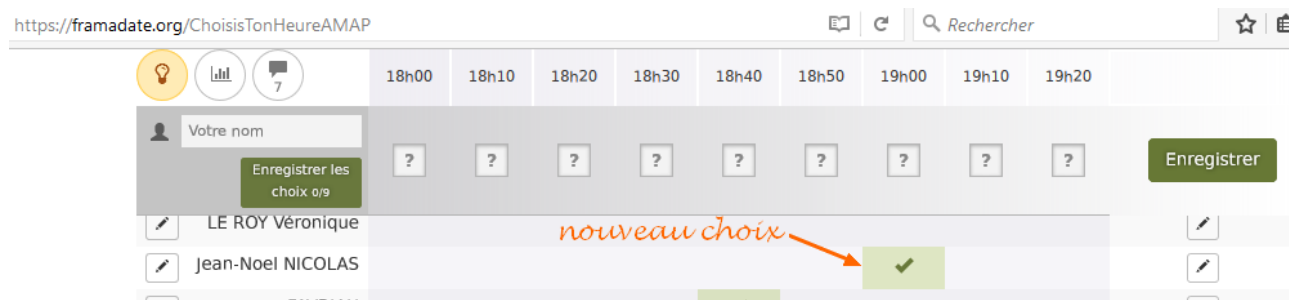 https://framadate.org/ChoisisTonHeureAMAP
Rechercher
7
18h00 18h10 18h20 18h30 18h40 18h50 19h00 19h10 19h20
Votre nom
Enregistrer les
choix 0/9
? ? ? ? ? ? ? ? ?
Enregistrer
LE ROY Véronique
nouveau choix
Jean-Noel NICOLAS